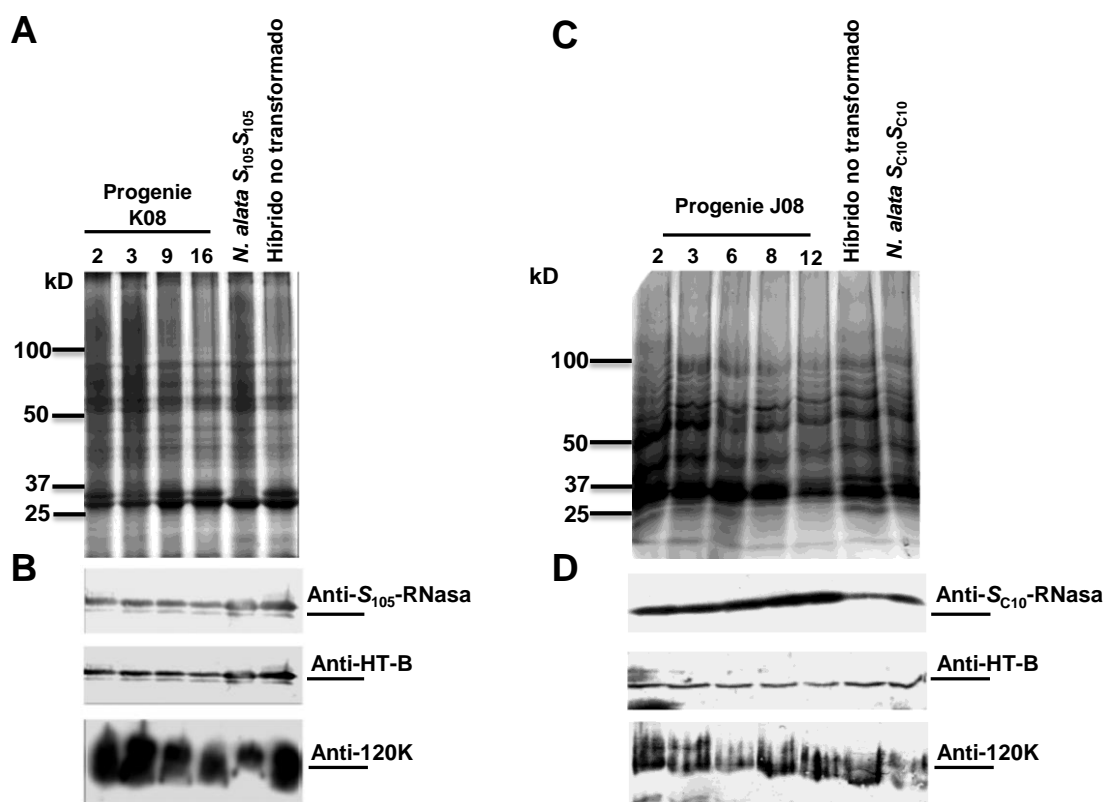 A
Progenie
K08
N. alata S105S105
Híbrido no transformado
2 3 9 16
kD
100
50
37
25
B
Anti-S105-RNasa
Anti-HT-B
Anti-120K
C
Progenie J08
Híbrido no transformado
N. alata SC10SC10
2 3 6 8 12
kD
100
50
37
25
D
Anti-SC10-RNasa
Anti-HT-B
Anti-120K